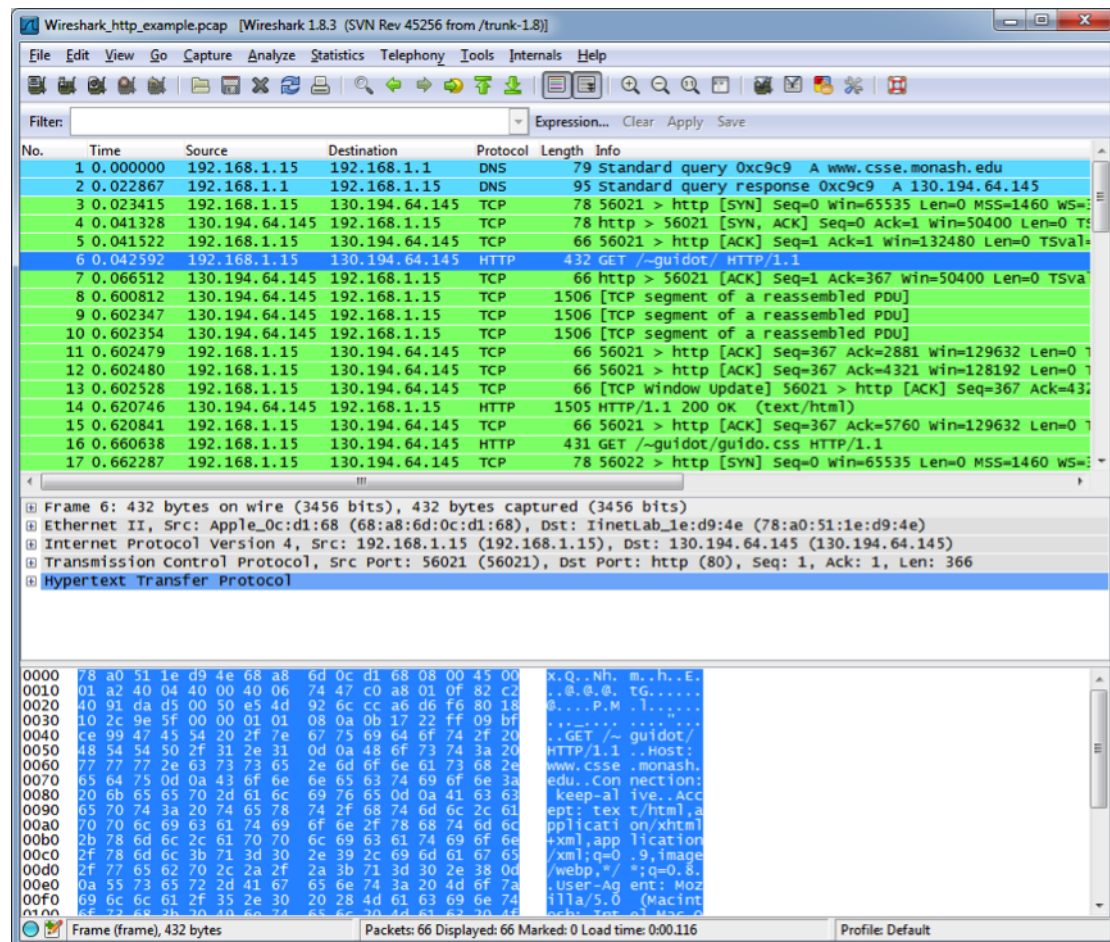 Wireshark_http_example.pcap [Wireshark 1.8.3 (SVN Rev 45256 from /trunk-1.8)]
File Edit View Go Capture Analyze Statistics Telephony Tools Internals Help
Filter: Expression... Clear Apply Save
No. Time Source Destination Protocol Length Info
1 0.000000 192.168.1.15 192.168.1.1 DNS 79 Standard query 0xc9c9 A www.csse.monash.edu
2 0.022867 192.168.1.1 192.168.1.15 DNS 95 Standard query response 0xc9c9 A 130.194.64.145
3 0.023415 192.168.1.15 130.194.64.145 TCP 78 56021 > http [SYN] Seq=0 Win=65535 Len=0 MSS=1460 WS=
4 0.041328 130.194.64.145 192.168.1.15 TCP 78 http > 56021 [SYN, ACK] Seq=0 Ack=1 Win=50400 Len=0
5 0.041522 192.168.1.15 130.194.64.145 TCP 66 56021 > http [ACK] Seq=1 Ack=1 Win=132480 Len=0 TSval=
6 0.042592 192.168.1.15 130.194.64.145 HTTP 432 GET /~guidot/ HTTP/1.1
7 0.066512 130.194.64.145 192.168.1.15 TCP 66 http > 56021 [ACK] Seq=1 Ack=367 Win=50400 Len=0 TSva
8 0.600812 130.194.64.145 192.168.1.15 TCP 1506 [TCP segment of a reassembled PDU]
9 0.602347 130.194.64.145 192.168.1.15 TCP 1506 [TCP segment of a reassembled PDU]
10 0.602354 130.194.64.145 192.168.1.15 TCP 1506 [TCP segment of a reassembled PDU]
11 0.602479 192.168.1.15 130.194.64.145 TCP 66 56021 > http [ACK] Seq=367 Ack=2881 Win=129632 Len=0
12 0.602480 192.168.1.15 130.194.64.145 TCP 66 56021 > http [ACK] Seq=367 Ack=4321 Win=128192 Len=0
13 0.602528 192.168.1.15 130.194.64.145 TCP 66 [TCP Window Update] 56021 > http [ACK] Seq=367 Ack=432
14 0.620746 130.194.64.145 192.168.1.15 HTTP 1505 HTTP/1.1 200 OK (text/html)
15 0.620841 192.168.1.15 130.194.64.145 TCP 66 56021 > http [ACK] Seq=367 Ack=5760 Win=129632 Len=0
16 0.660638 192.168.1.15 130.194.64.145 HTTP 431 GET /~guidot/guido.css HTTP/1.1
17 0.662287 192.168.1.15 130.194.64.145 TCP 78 56022 > http [SYN] Seq=0 Win=65535 Len=0 MSS=1460 WS=
Frame 6: 432 bytes on wire (3456 bits), 432 bytes captured (3456 bits)
Ethernet II, Src: Apple_0c:d1:68 (68:a8:6d:0c:d1:68), Dst: IinetLab_1e:d9:4e (78:a0:51:1e:d9:4e)
Internet Protocol Version 4, Src: 192.168.1.15 (192.168.1.15), Dst: 130.194.64.145 (130.194.64.145)
Transmission Control Protocol, Src Port: 56021 (56021), Dst Port: http (80), Seq: 1, Ack: 1, Len: 366
Hypertext Transfer Protocol
0000 78 a0 51 1e d9 4e 68 a8 6d 0c d1 68 08 00 45 00 x.Q..Nh. m..h..E.
0010 01 a2 40 04 40 00 40 06 74 47 c0 a8 01 0f 82 c2 ..@.@.@. tG......
0020 40 91 da d5 00 50 e5 4d 92 6c cc a6 d6 f6 80 18 @....P.M .l......
0030 10 2c 9e 5f 00 00 01 01 08 0a 0b 17 22 ff 09 bf .,._.... ...."...
0040 ce 99 47 45 54 20 2f 7e 67 75 69 64 6f 74 2f 20 ..GET /~ guidot/
0050 48 54 54 50 2f 31 2e 31 0d 0a 48 6f 73 74 3a 20 HTTP/1.1 ..Host:
0060 77 77 77 2e 63 73 73 65 2e 6d 6f 6e 61 73 68 2e www.csse .monash.
0070 65 64 75 0d 0a 43 6f 6e 6e 65 63 74 69 6f 6e 3a edu..Con nection:
0080 20 6b 65 65 70 2d 61 6c 69 76 65 0d 0a 41 63 63 keep-al ive..Acc
0090 65 70 74 3a 20 74 65 78 74 2f 68 74 6d 6c 2c 61 ept: tex t/html,a
00a0 70 70 6c 69 63 61 74 69 6f 6e 2f 78 68 74 6d 6c pplicati on/xhtml
00b0 2b 78 6d 6c 2c 61 70 70 6c 69 63 61 74 69 6f 6e +xml,app lication
00c0 2f 78 6d 6c 3b 71 3d 30 2e 39 2c 69 6d 61 67 65 /xml;q=0 .9,image
00d0 2f 77 65 62 70 2c 2a 2f 2a 3b 71 3d 30 2e 38 0d /webp,*/ *;q=0.8.
00e0 0a 55 73 65 72 2d 41 67 65 6e 74 3a 20 4d 6f 7a .User-Ag ent: Moz
00f0 69 6c 6c 61 2f 35 2e 30 20 28 4d 61 63 69 6e 74 illa/5.0 (Macint
0100 6f 73 68 3b 20 49 6e 74 65 6c 20 4d 61 63 20 4f osh; Int el Mac O
Frame (frame), 432 bytes Packets: 66 Displayed: 66 Marked: 0 Load time: 0:00.116 Profile: Default